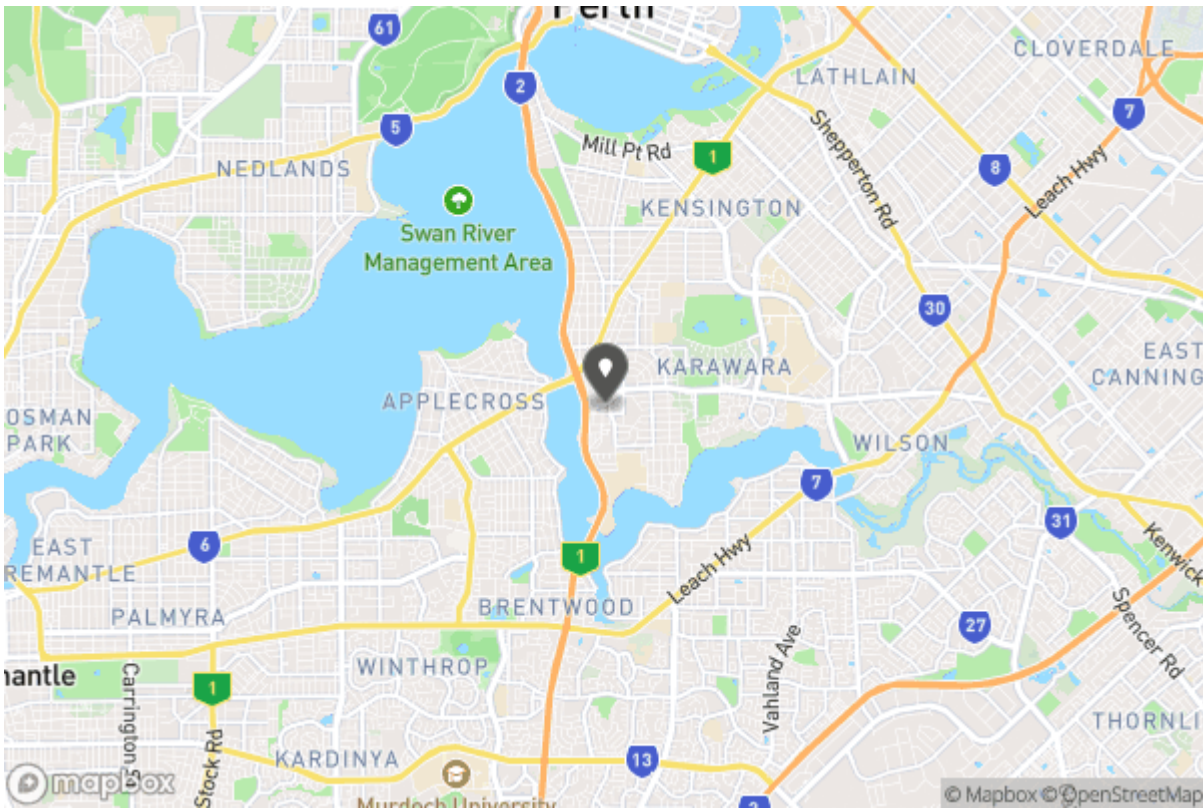 Perth
61
CLOVERDALE
LATHLAIN
2
7
5
Mill Pt Rd
1
Shepperton Rd
8
NEDLANDS
Leach Hwy
KENSINGTON
Swan River
Management Area
30
KARAWARA
EAST
CANNING
APPLECROSS
OSMAN
PARK
WILSON
7
31
6
EAST
REMANTLE
1
Leach Hwy
Kenwick
BRENTWOOD
PALMYRA
27
Spencer Rd
Vahland Ave
WINTHROP
mantle
Carrington St
1
Stock Rd
THORNLI
KARDINYA
13
mapbox
Murdoch University
2
© Mapbox © OpenStreetMap